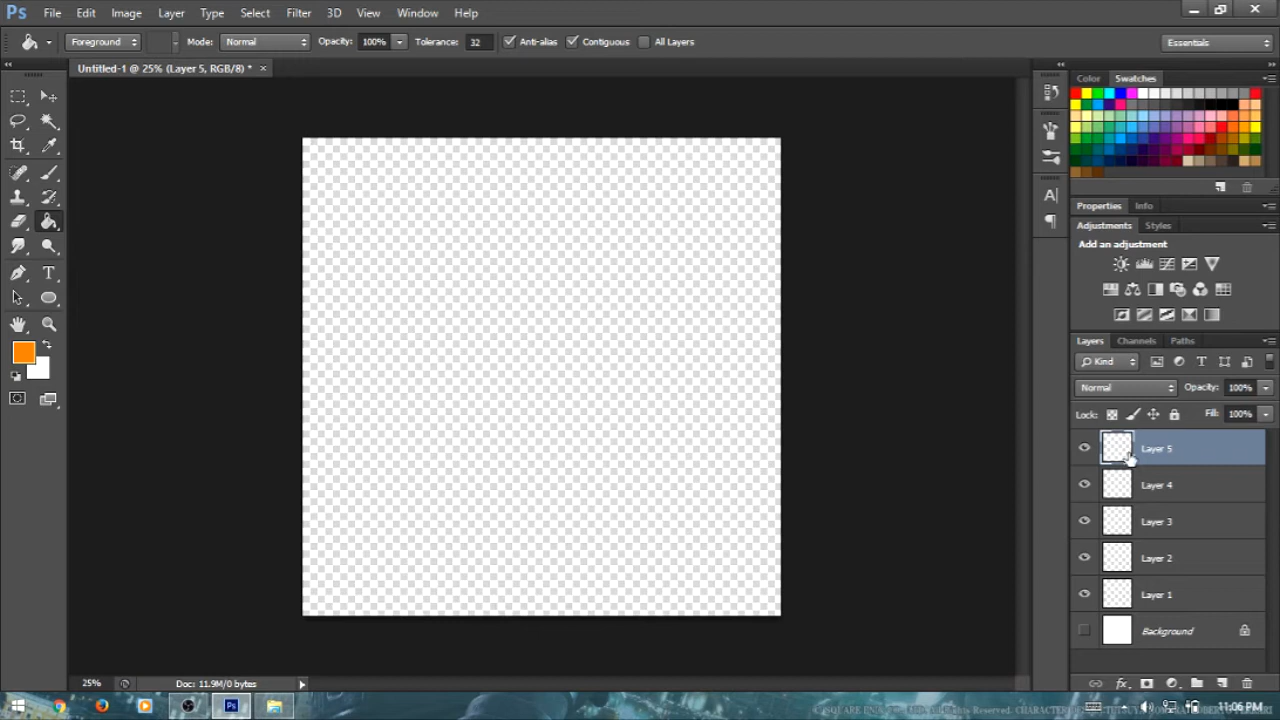 Ps File Edit Image Layer Type Select Filter 3D View Window Help
Foreground Mode: Normal Opacity: 100% Tolerance: 32 Anti-alias Contiguous All Layers Essentials
Untitled-1 @ 25% (Layer 5, RGB/8) * ×
Color Swatches
Properties Info
Adjustments Styles
Add an adjustment
Layers Channels Paths
Kind
Normal Opacity: 100%
Lock: Fill: 100%
Layer 5
Layer 4
Layer 3
Layer 2
Layer 1
Background
25% Doc: 11.9M/0 bytes
11:06 PM